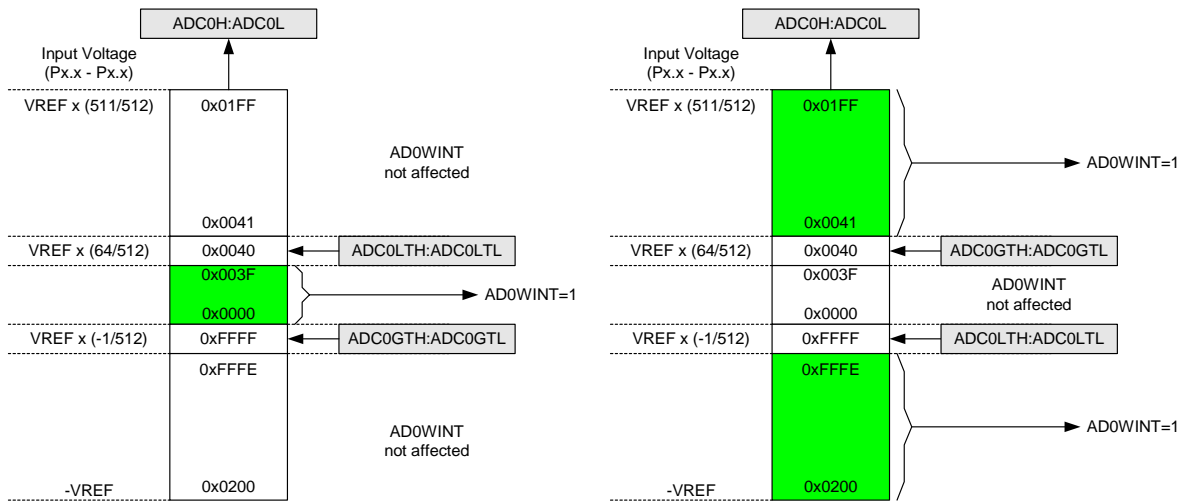 ADC0H:ADC0L
Input Voltage
(Px.x - Px.x)
VREF x (511/512)
0x01FF
AD0WINT
not affected
0x0041
VREF x (64/512)
0x0040
ADC0LTH:ADC0LTL
0x003F
AD0WINT=1
0x0000
VREF x (-1/512)
0xFFFF
ADC0GTH:ADC0GTL
0xFFFE
AD0WINT
not affected
-VREF
0x0200
ADC0H:ADC0L
Input Voltage
(Px.x - Px.x)
VREF x (511/512)
0x01FF
AD0WINT=1
0x0041
VREF x (64/512)
0x0040
ADC0GTH:ADC0GTL
0x003F
AD0WINT
not affected
0x0000
VREF x (-1/512)
0xFFFF
ADC0LTH:ADC0LTL
0xFFFE
AD0WINT=1
-VREF
0x0200